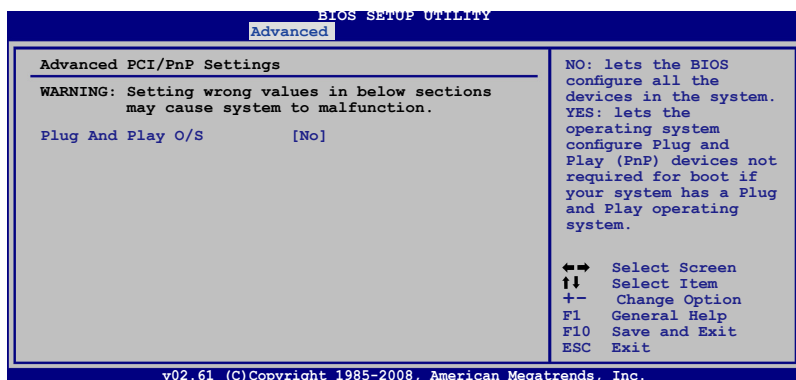 BIOS SETUP UTILITY
Advanced
Advanced PCI/PnP Settings
WARNING: Setting wrong values in below sections
may cause system to malfunction.
Plug And Play O/S [No]
NO: lets the BIOS
configure all the
devices in the system.
YES: lets the
operating system
configure Plug and
Play (PnP) devices not
required for boot if
your system has a Plug
and Play operating
system.
Select Screen
Select Item
+- Change Option
F1 General Help
F10 Save and Exit
ESC Exit
v02.61 (C)Copyright 1985-2008, American Megatrends, Inc.